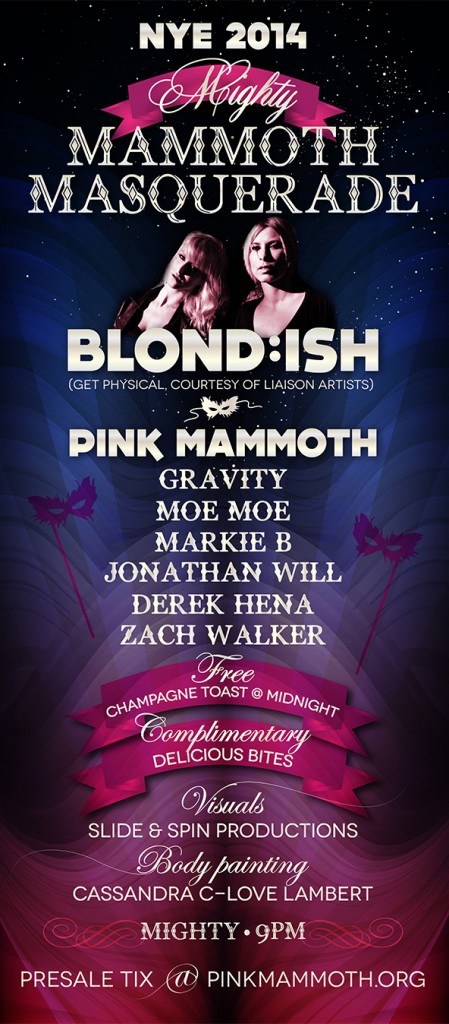 NYE 2014
Mighty
MAMMOTH
MASQUERADE
BLOND:ISH
(GET PHYSICAL, COURTESY OF LIAISON ARTISTS)
PINK MAMMOTH
GRAVITY
MOE MOE
MARKIE B
JONATHAN WILL
DEREK HENA
ZACH WALKER
Free
CHAMPAGNE TOAST @ MIDNIGHT
Complimentary
DELICIOUS BITES
Visuals
SLIDE & SPIN PRODUCTIONS
Body painting
CASSANDRA C-LOVE LAMBERT
MIGHTY • 9PM
PRESALE TIX @ PINKMAMMOTH.ORG